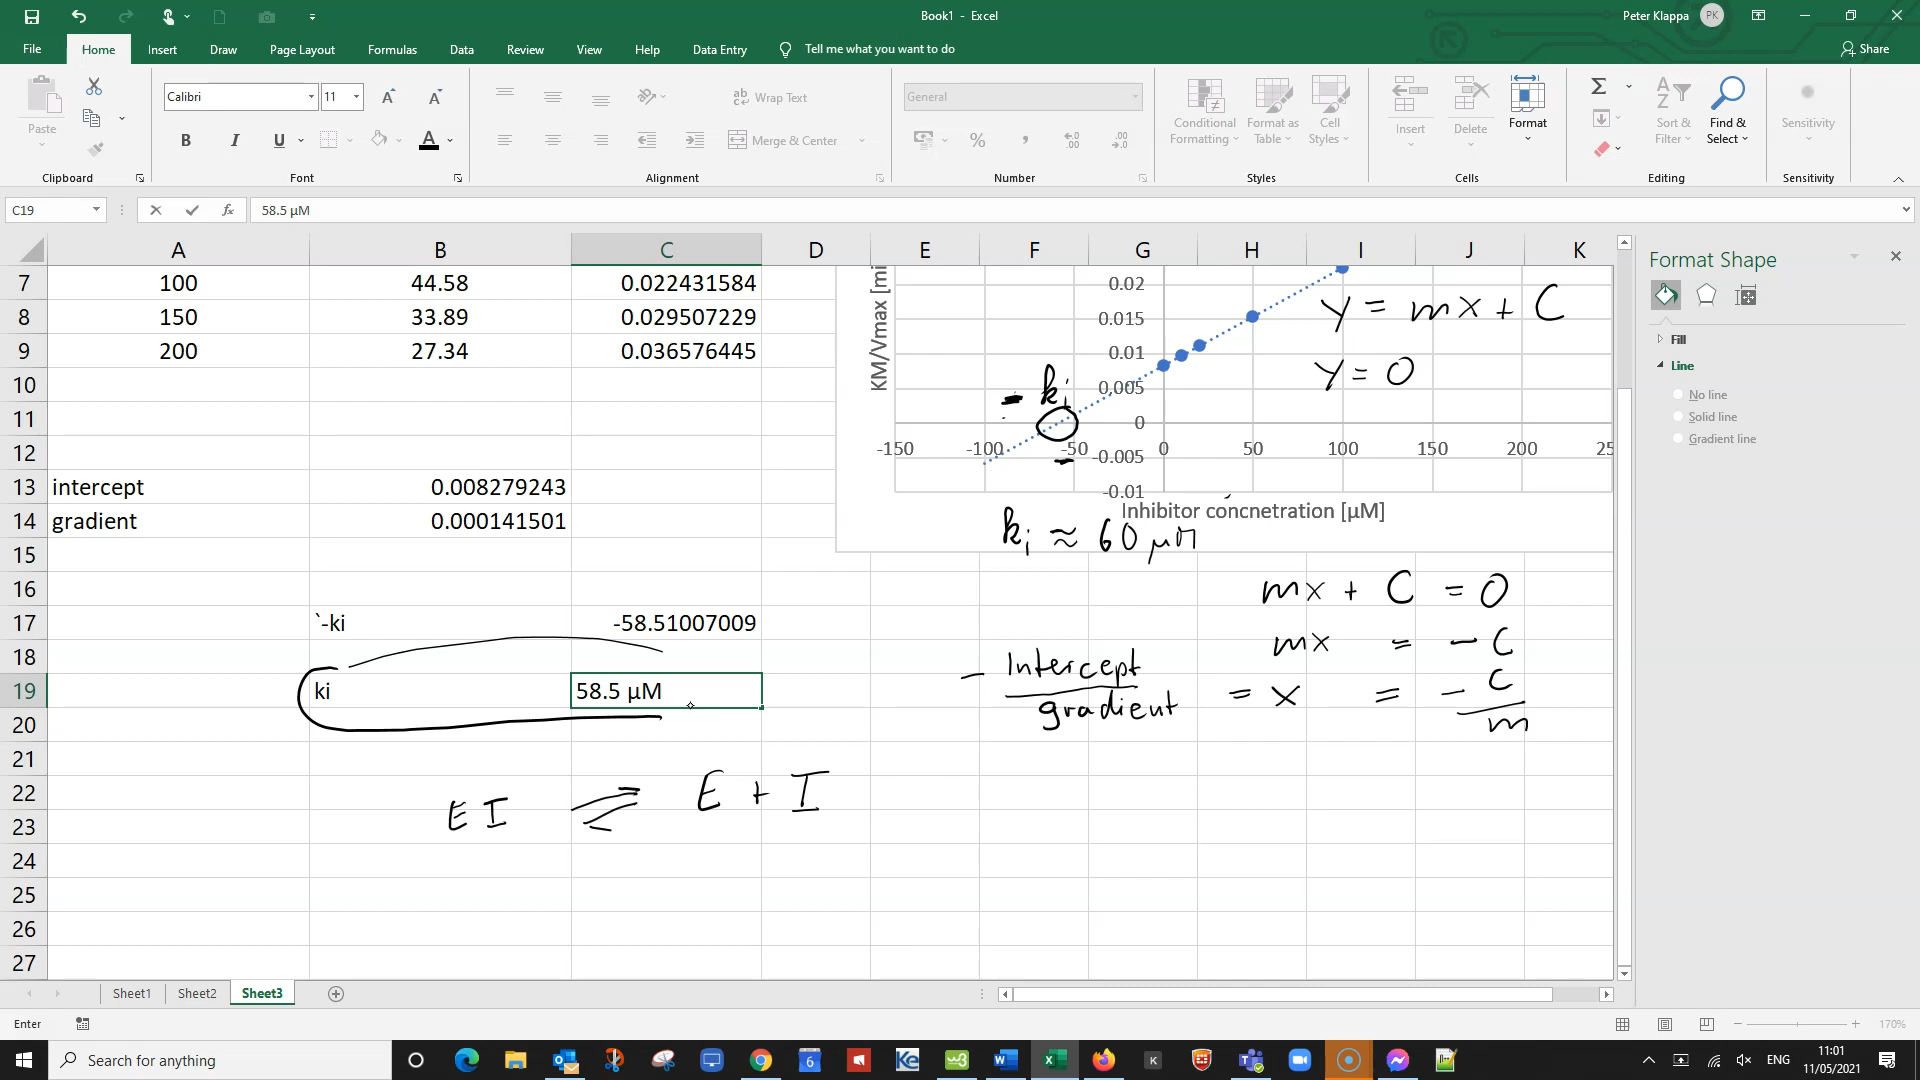 Book1 - Excel
Peter Klappa PK
File Home Insert Draw Page Layout Formulas Data Review View Help Data Entry Tell me what you want to do Share
Paste
Clipboard
Calibri 11
B I U A
Font
ab Wrap Text
Merge & Center
Alignment
General
%
Number
Conditional Formatting
Format as Table
Cell Styles
Styles
Insert
Delete
Format
Cells
Sort & Filter
Find & Select
Editing
Sensitivity
Sensitivity
C19 fx 58.5 µM
A B C D E F G H I J K
7 100 44.58 0.022431584
8 150 33.89 0.029507229
9 200 27.34 0.036576445
10
11
12
13 intercept 0.008279243
14 gradient 0.000141501
15
16
17 `-ki -58.51007009
18
19 ki 58.5 µM
20
21
22
23
24
25
26
27
KM/Vmax [mi
0.02
0.015
0.01
0.005
0
-0.005
-0.01
-150 -100 -50 0 50 100 150 200 25
Inhibitor concnetration [µM]
y = mx + C
y = 0
- ki
ki ≈ 60 µM
mx + C = 0
mx = - C
- Intercept / gradient = x = - C / m
EI ⇌ E + I
Format Shape
Fill
Line
No line
Solid line
Gradient line
Sheet1 Sheet2 Sheet3
Enter
170%
Search for anything
ENG
11:01
11/05/2021